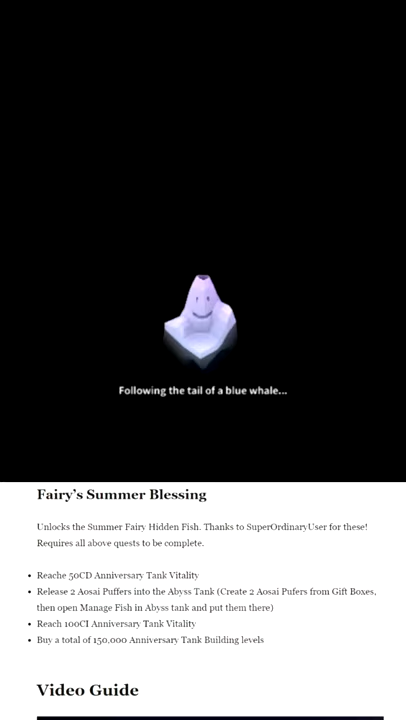 Following the tail of a blue whale...
Fairy's Summer Blessing
Unlocks the Summer Fairy Hidden Fish. Thanks to SuperOrdinaryUser for these!
Requires all above quests to be complete.
• Reache 50CD Anniversary Tank Vitality
• Release 2 Aosai Puffers into the Abyss Tank (Create 2 Aosai Pufers from Gift Boxes,
then open Manage Fish in Abyss tank and put them there)
• Reach 100CI Anniversary Tank Vitality
• Buy a total of 150,000 Anniversary Tank Building levels
Video Guide